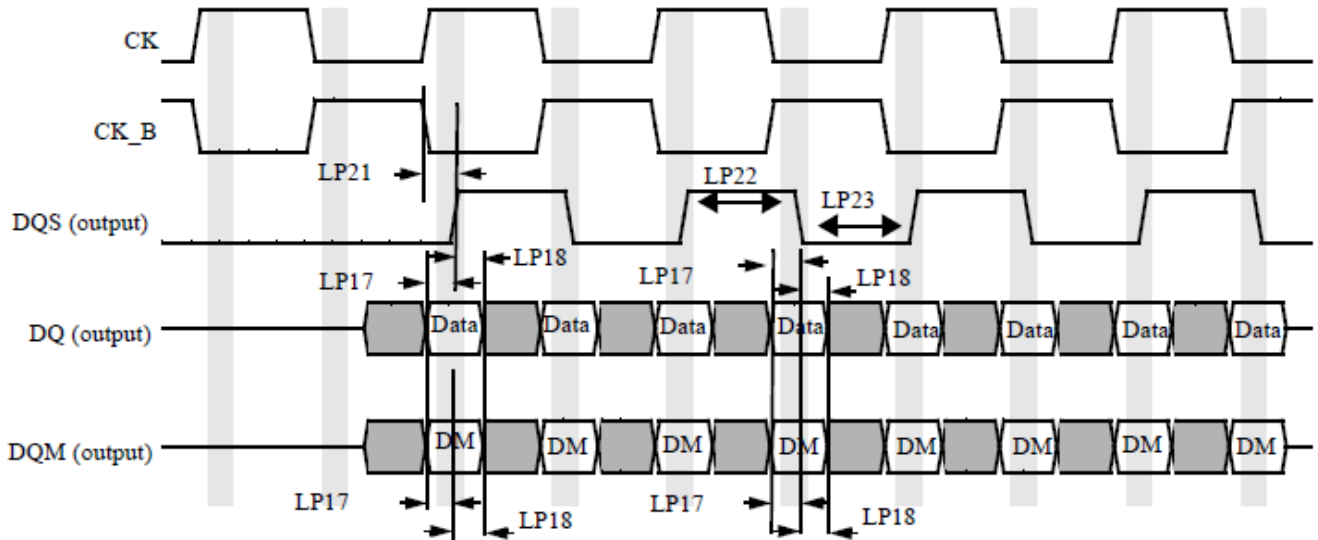 CK
CK_B
LP21
LP22
LP23
DQS (output)
LP18
LP17
LP17
LP18
DQ (output)
Data Data Data Data Data Data Data Data
DQM (output)
DM DM DM DM DM DM DM DM
LP17
LP18
LP17
LP18